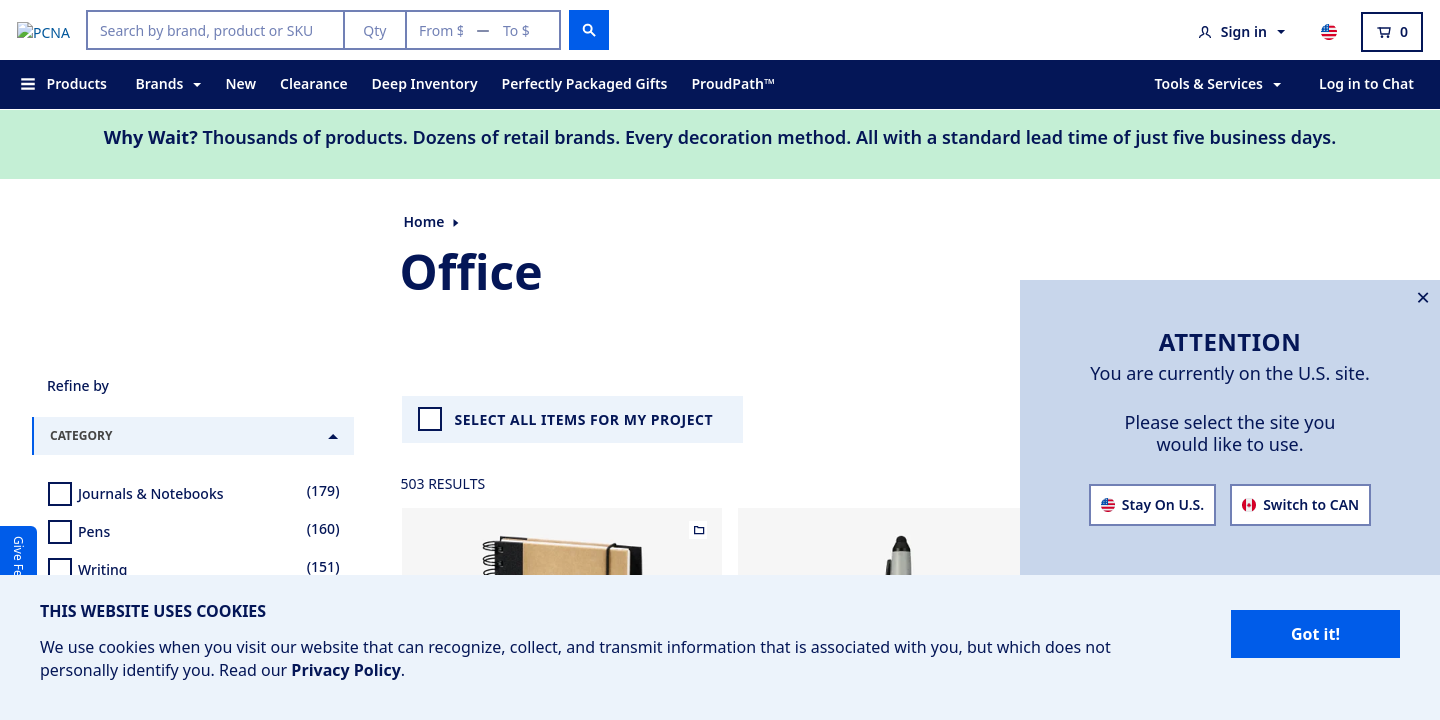 PCNA
Search by brand, product or SKU
Qty
From $
To $
Sign in
0
Products
Brands
New
Clearance
Deep Inventory
Perfectly Packaged Gifts
ProudPath™
Tools & Services
Log in to Chat
Why Wait? Thousands of products. Dozens of retail brands. Every decoration method. All with a standard lead time of just five business days.
Home
Office
ATTENTION
You are currently on the U.S. site.
Please select the site you
would like to use.
Stay On U.S.
Switch to CAN
Refine by
CATEGORY
SELECT ALL ITEMS FOR MY PROJECT
503 RESULTS
Journals & Notebooks
(179)
Pens
(160)
Writing
(151)
Give Fe
THIS WEBSITE USES COOKIES
We use cookies when you visit our website that can recognize, collect, and transmit information that is associated with you, but which does not
personally identify you. Read our Privacy Policy.
Got it!